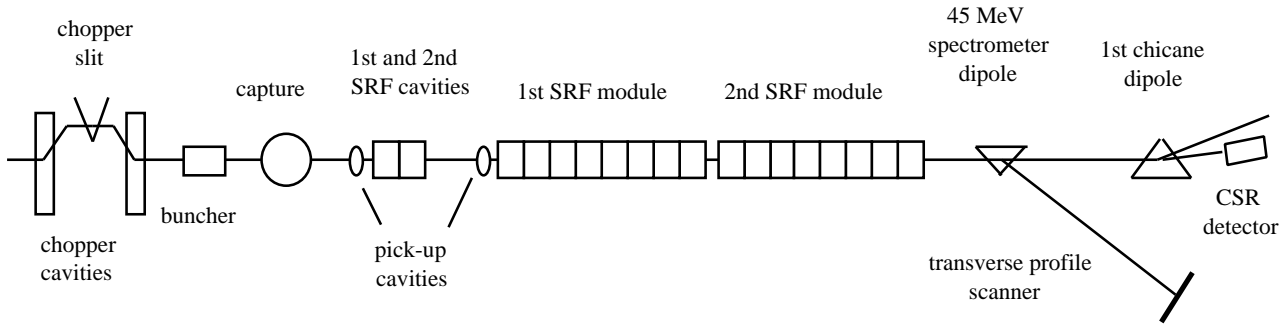 chopper
slit
1st and 2nd
SRF cavities
capture
1st SRF module
2nd SRF module
45 MeV
spectrometer
dipole
1st chicane
dipole
buncher
chopper
cavities
pick-up
cavities
transverse profile
scanner
CSR
detector